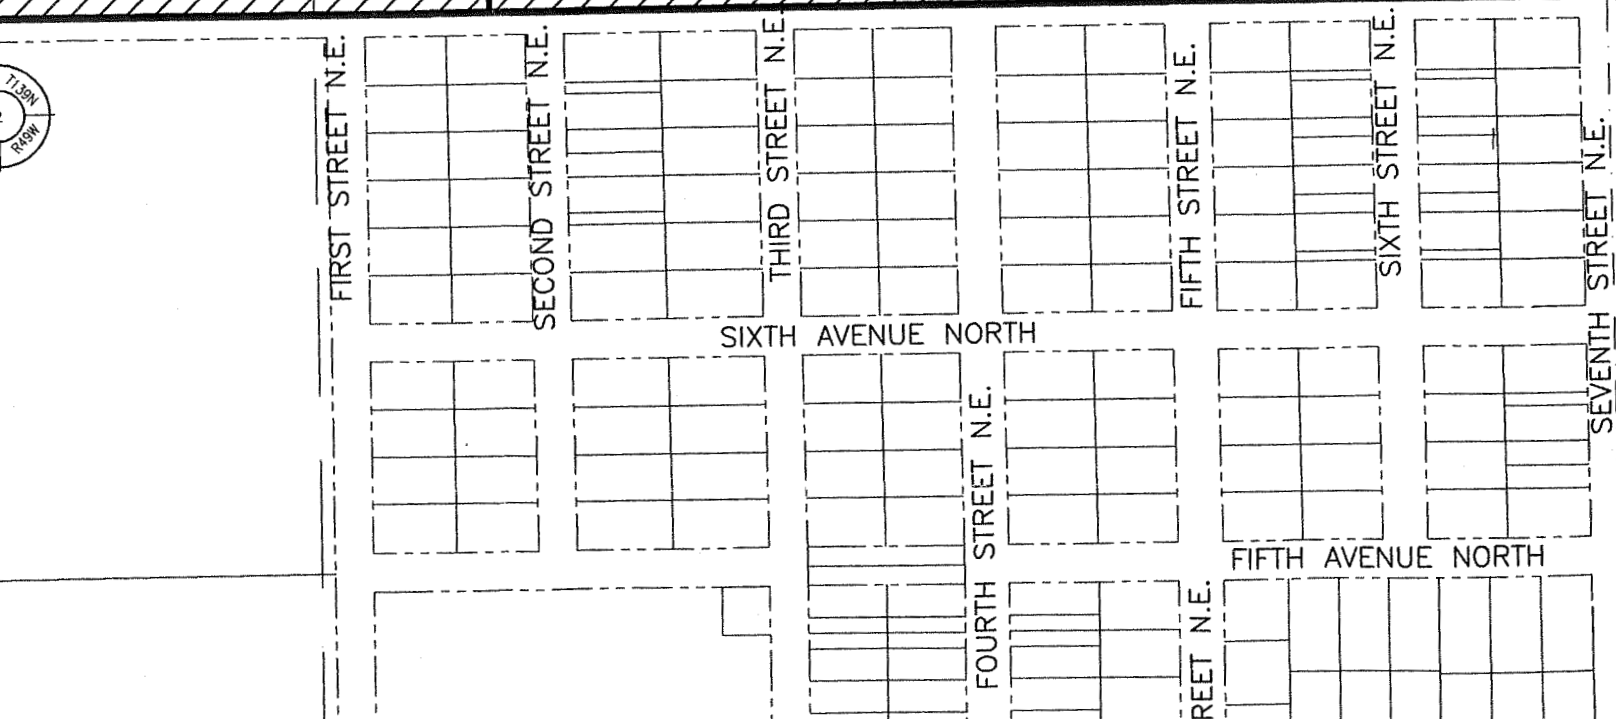 T139N
R49W
FIRST STREET N.E.
SECOND STREET N.E.
THIRD STREET N.E.
FIFTH STREET N.E.
SIXTH STREET N.E.
SEVENTH STREET N.E.
SIXTH AVENUE NORTH
FOURTH STREET N.E.
FIFTH AVENUE NORTH
REET N.E.